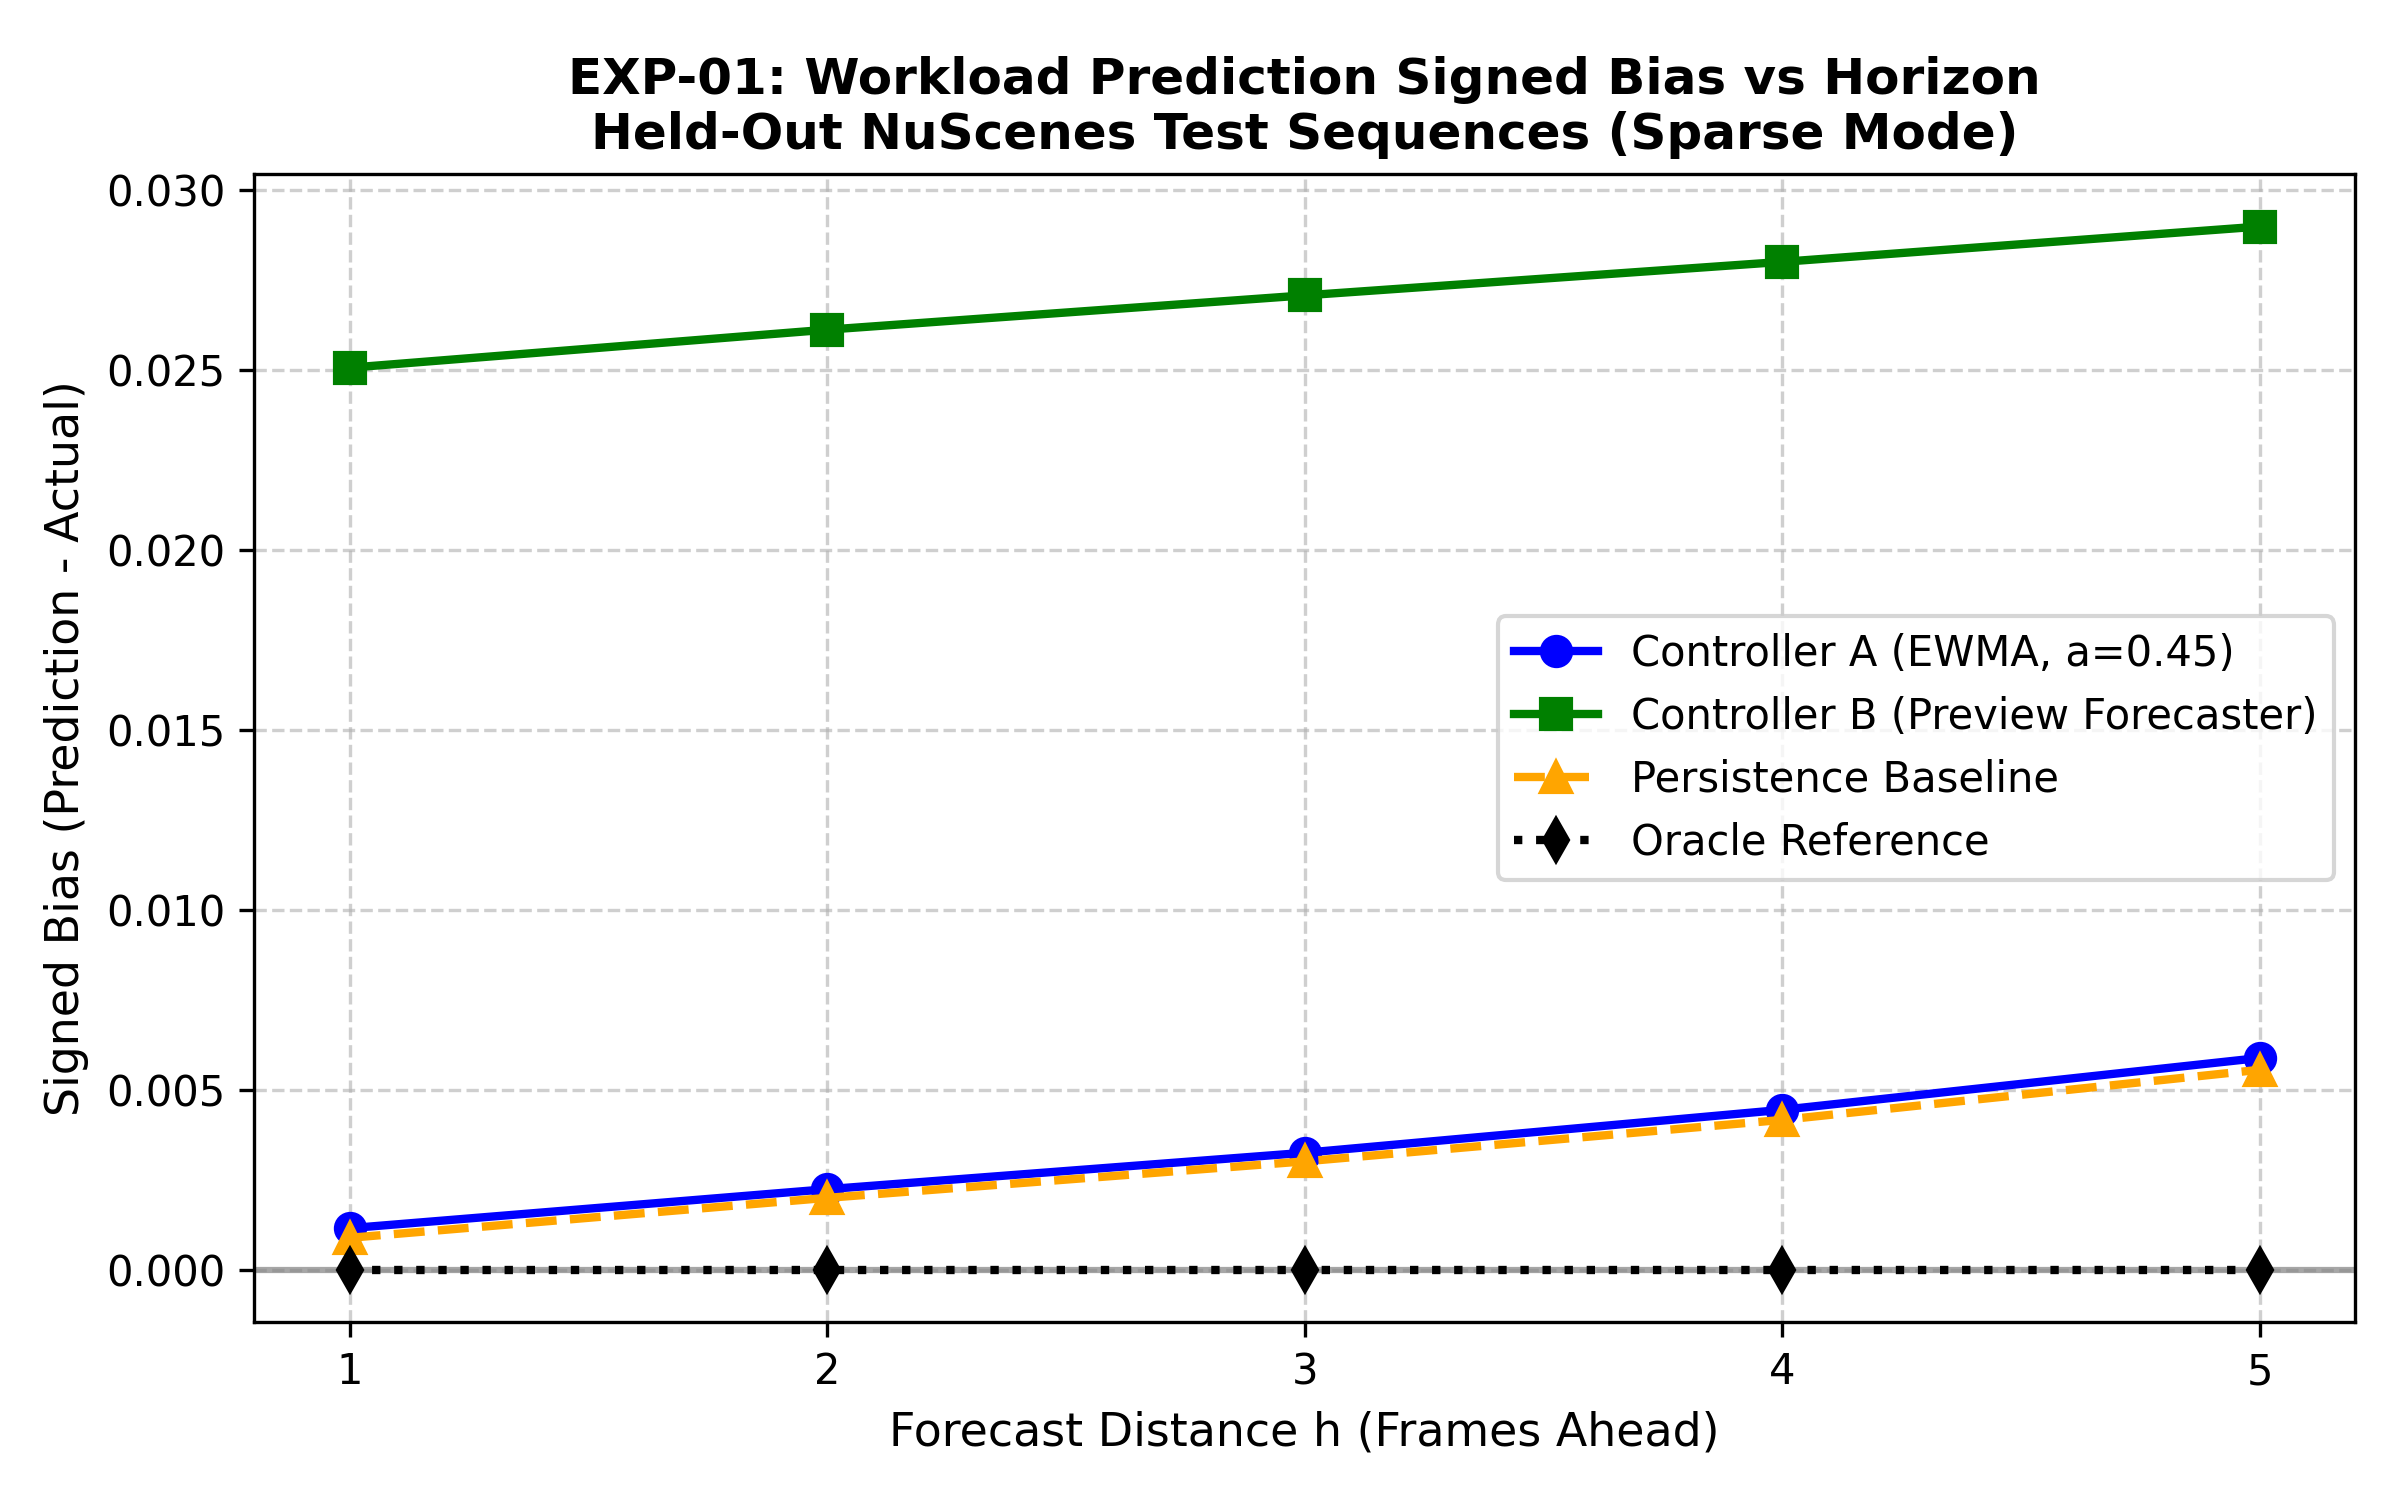 EXP-01: Workload Prediction Signed Bias vs Horizon
Held-Out NuScenes Test Sequences (Sparse Mode)
Signed Bias (Prediction - Actual)
0.030
0.025
0.020
0.015
0.010
0.005
0.000
Controller A (EWMA, a=0.45)
Controller B (Preview Forecaster)
Persistence Baseline
Oracle Reference
1 2 3 4 5
Forecast Distance h (Frames Ahead)